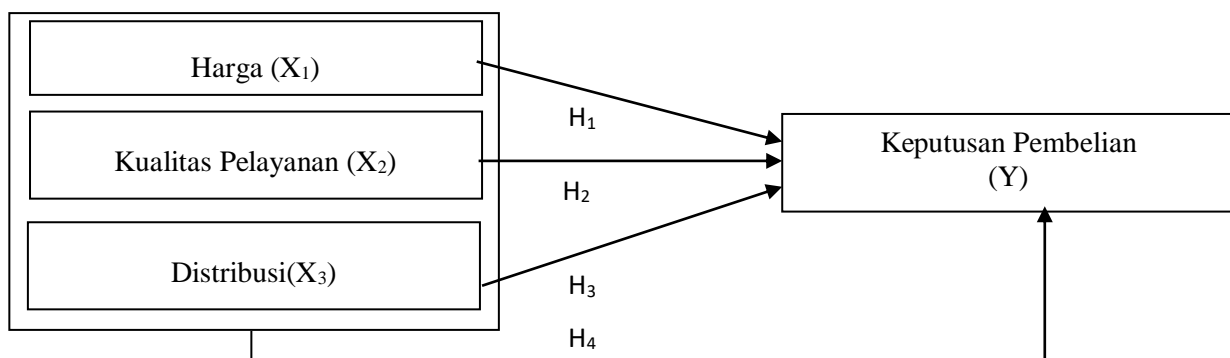 Harga (X₁)
H₁
Kualitas Pelayanan (X₂)
Keputusan Pembelian
(Y)
H₂
Distribusi(X₃)
H₃
H₄